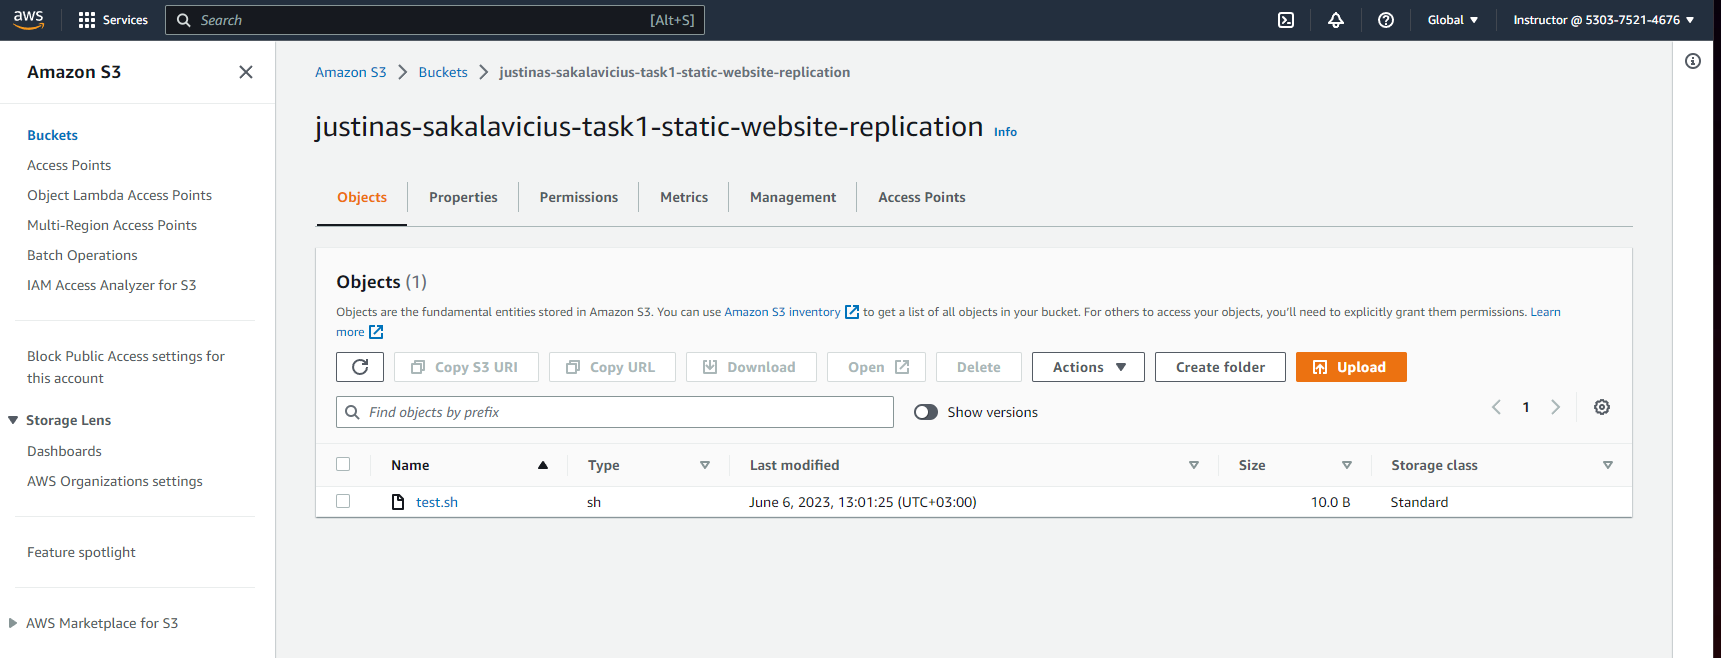 aws
Services
Search
[Alt+S]
Global
Instructor @ 5303-7521-4676
Amazon S3
Buckets
Access Points
Object Lambda Access Points
Multi-Region Access Points
Batch Operations
IAM Access Analyzer for S3
Block Public Access settings for
this account
Storage Lens
Dashboards
AWS Organizations settings
Feature spotlight
AWS Marketplace for S3
Amazon S3 > Buckets > justinas-sakalavicius-task1-static-website-replication
justinas-sakalavicius-task1-static-website-replication Info
Objects
Properties
Permissions
Metrics
Management
Access Points
Objects (1)
Objects are the fundamental entities stored in Amazon S3. You can use Amazon S3 inventory to get a list of all objects in your bucket. For others to access your objects, you'll need to explicitly grant them permissions. Learn
more
Copy S3 URI
Copy URL
Download
Open
Delete
Actions
Create folder
Upload
Find objects by prefix
Show versions
1
Name
Type
Last modified
Size
Storage class
test.sh
sh
June 6, 2023, 13:01:25 (UTC+03:00)
10.0 B
Standard